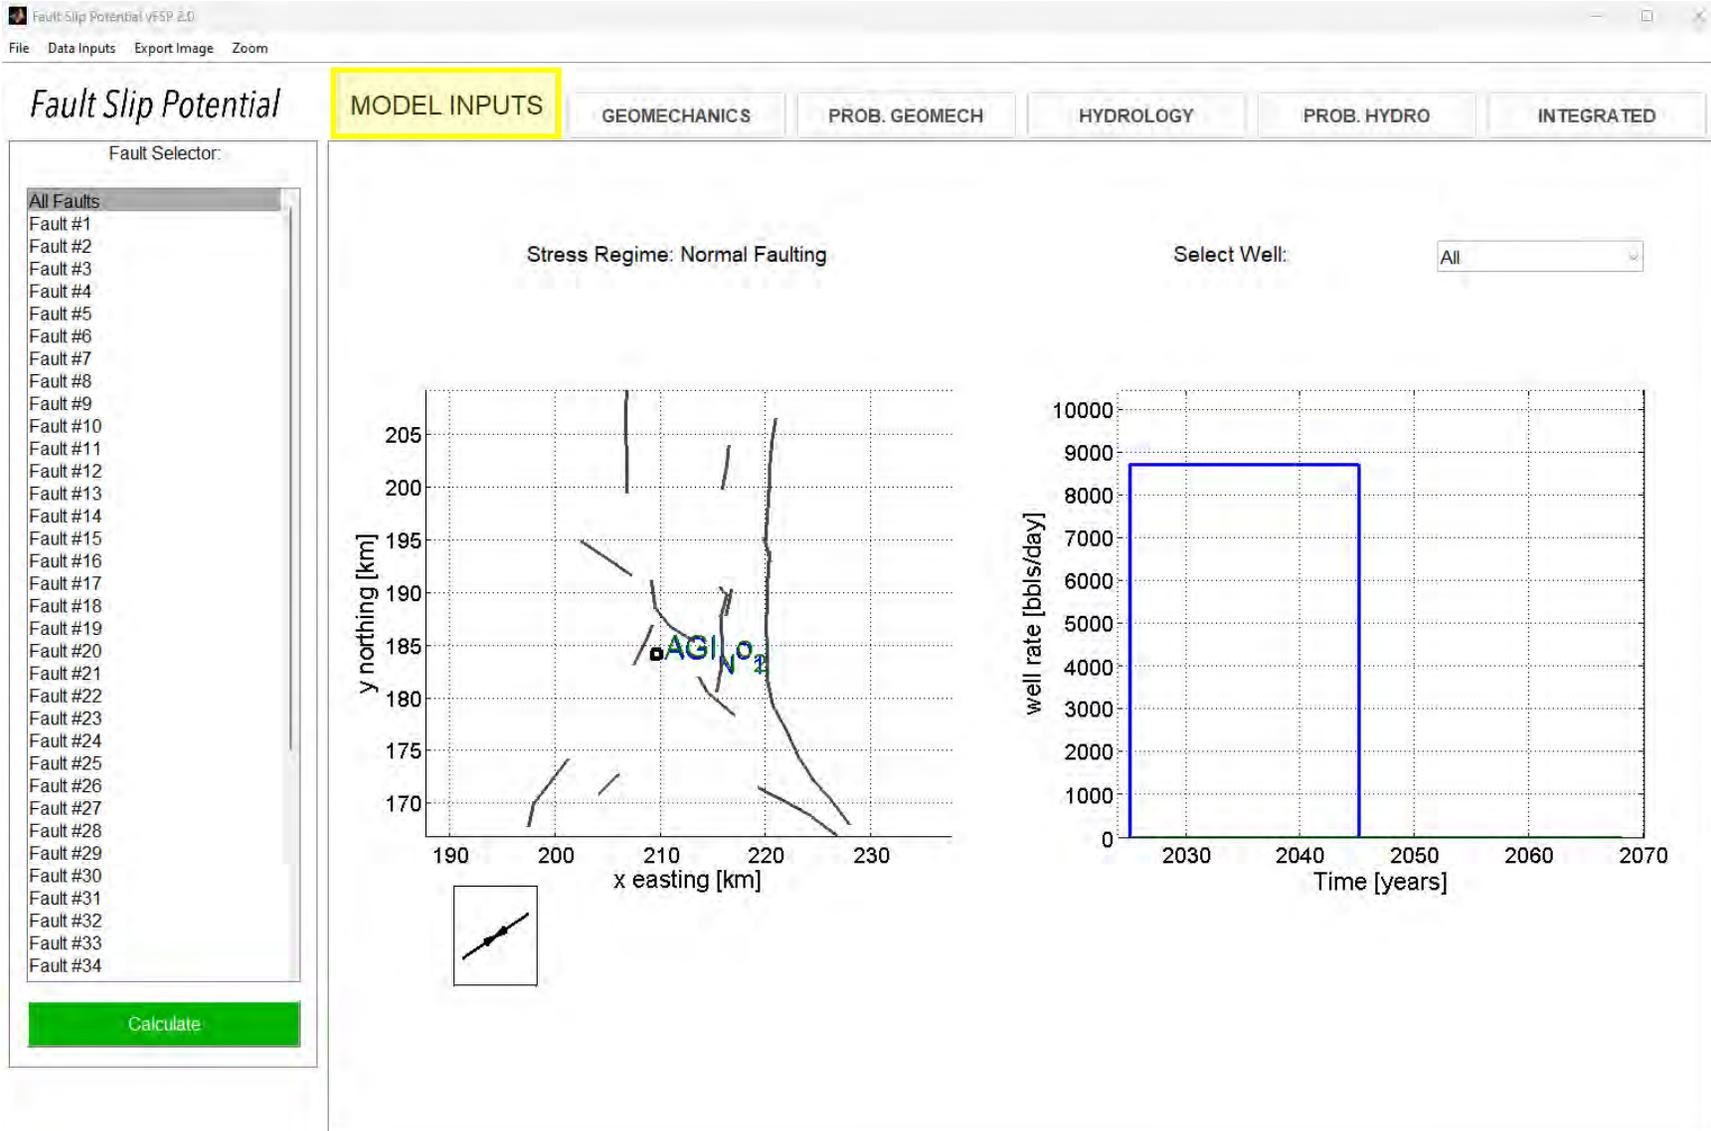 Fault Slip Potential vFSP 2.0
File Data Inputs Export Image Zoom
Fault Slip Potential
MODEL INPUTS GEOMECHANICS PROB. GEOMECH HYDROLOGY PROB. HYDRO INTEGRATED
Fault Selector:
All Faults
Fault #1
Fault #2
Fault #3
Fault #4
Fault #5
Fault #6
Fault #7
Fault #8
Fault #9
Fault #10
Fault #11
Fault #12
Fault #13
Fault #14
Fault #15
Fault #16
Fault #17
Fault #18
Fault #19
Fault #20
Fault #21
Fault #22
Fault #23
Fault #24
Fault #25
Fault #26
Fault #27
Fault #28
Fault #29
Fault #30
Fault #31
Fault #32
Fault #33
Fault #34
Calculate
Stress Regime: Normal Faulting
Select Well: All
y northing [km]
205
200
195
190
185
180
175
170
AGI No 2
190 200 210 220 230
x easting [km]
well rate [bbls/day]
10000
9000
8000
7000
6000
5000
4000
3000
2000
1000
0
2030 2040 2050 2060 2070
Time [years]